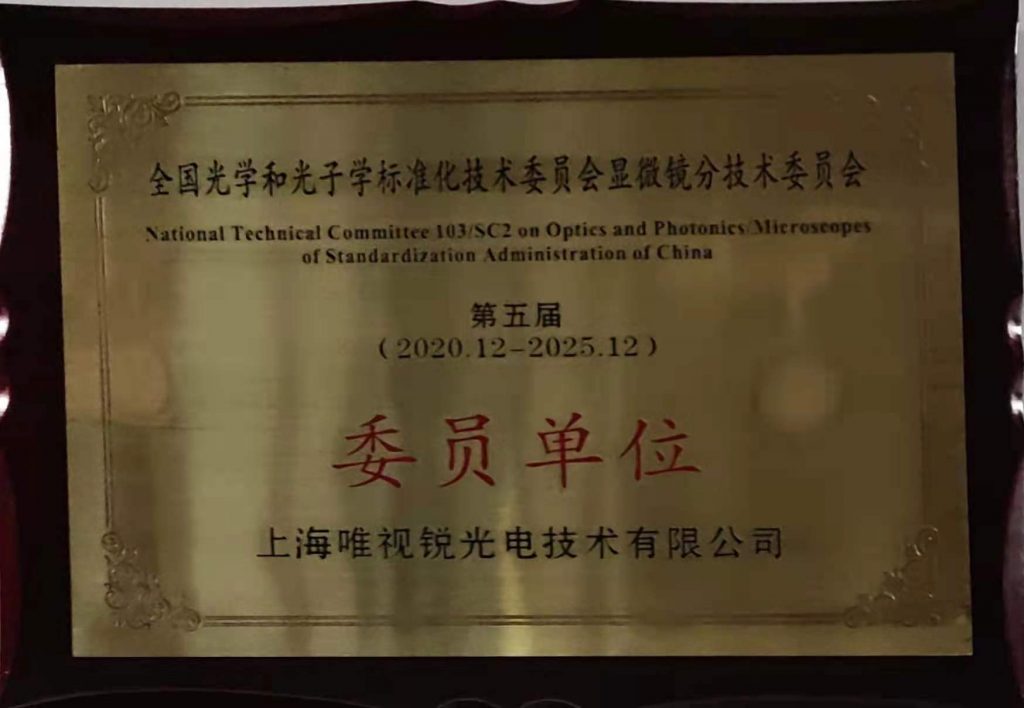 全国光学和光子学标准化技术委员会显微镜分技术委员会
National Technical Committee 103/SC2 on Optics and Photonics/Microscopes
of Standardization Administration of China
第五届
（2020.12-2025.12）
委员单位
上海唯视锐光电技术有限公司